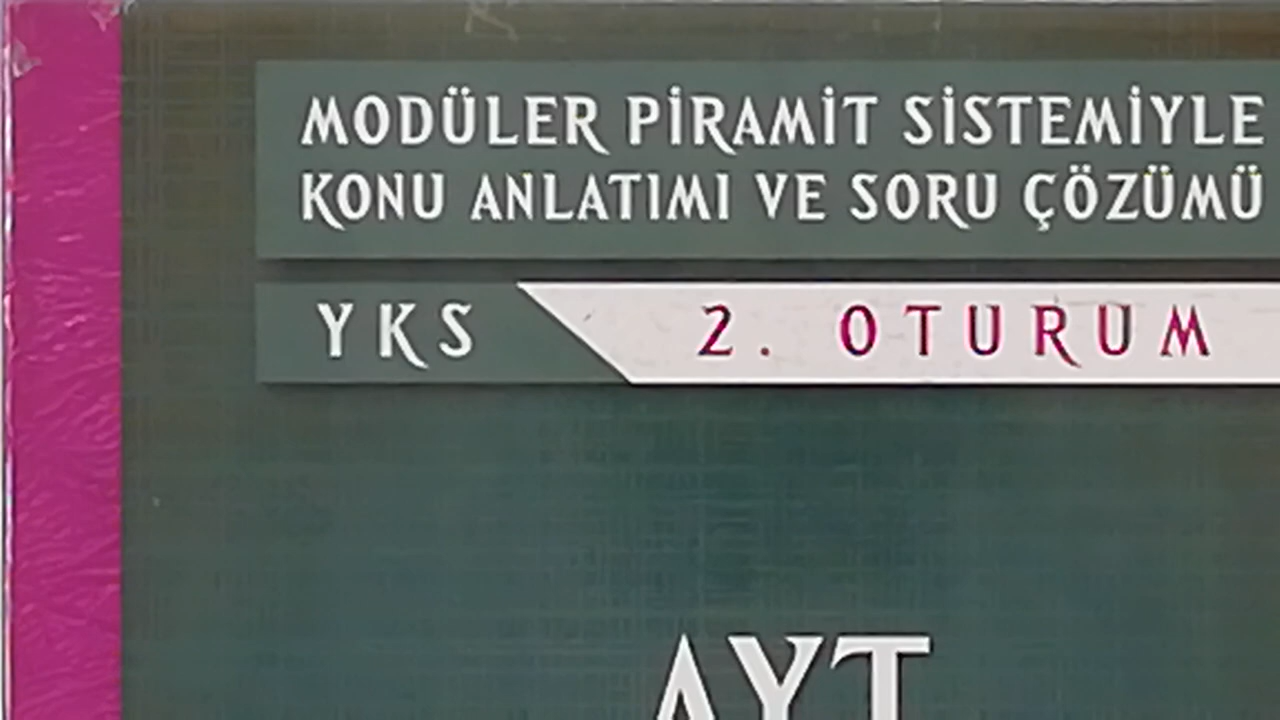 MODÜLER PİRAMİT SİSTEMİYLE
KONU ANLATIMI VE SORU ÇÖZÜMÜ
YKS 2. OTURUM
AYT